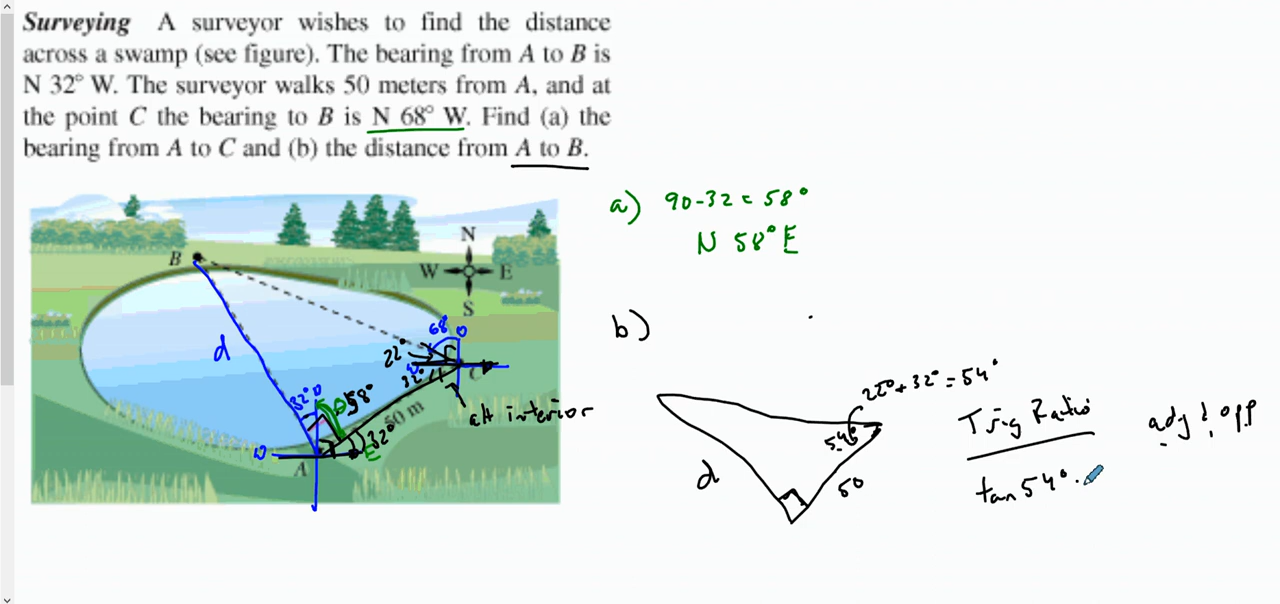 Surveying A surveyor wishes to find the distance
across a swamp (see figure). The bearing from A to B is
N 32° W. The surveyor walks 50 meters from A, and at
the point C the bearing to B is N 68° W. Find (a) the
bearing from A to C and (b) the distance from A to B.
a) 90-32 = 58°
N 58° E
b)
N
W E
S
B
d
68
22°
32°
C
32°
58°
50 m
alt interior
32°
E
A
22°+32° = 54°
54°
d
50
Trig Ratio
adj ! opp
tan 54°